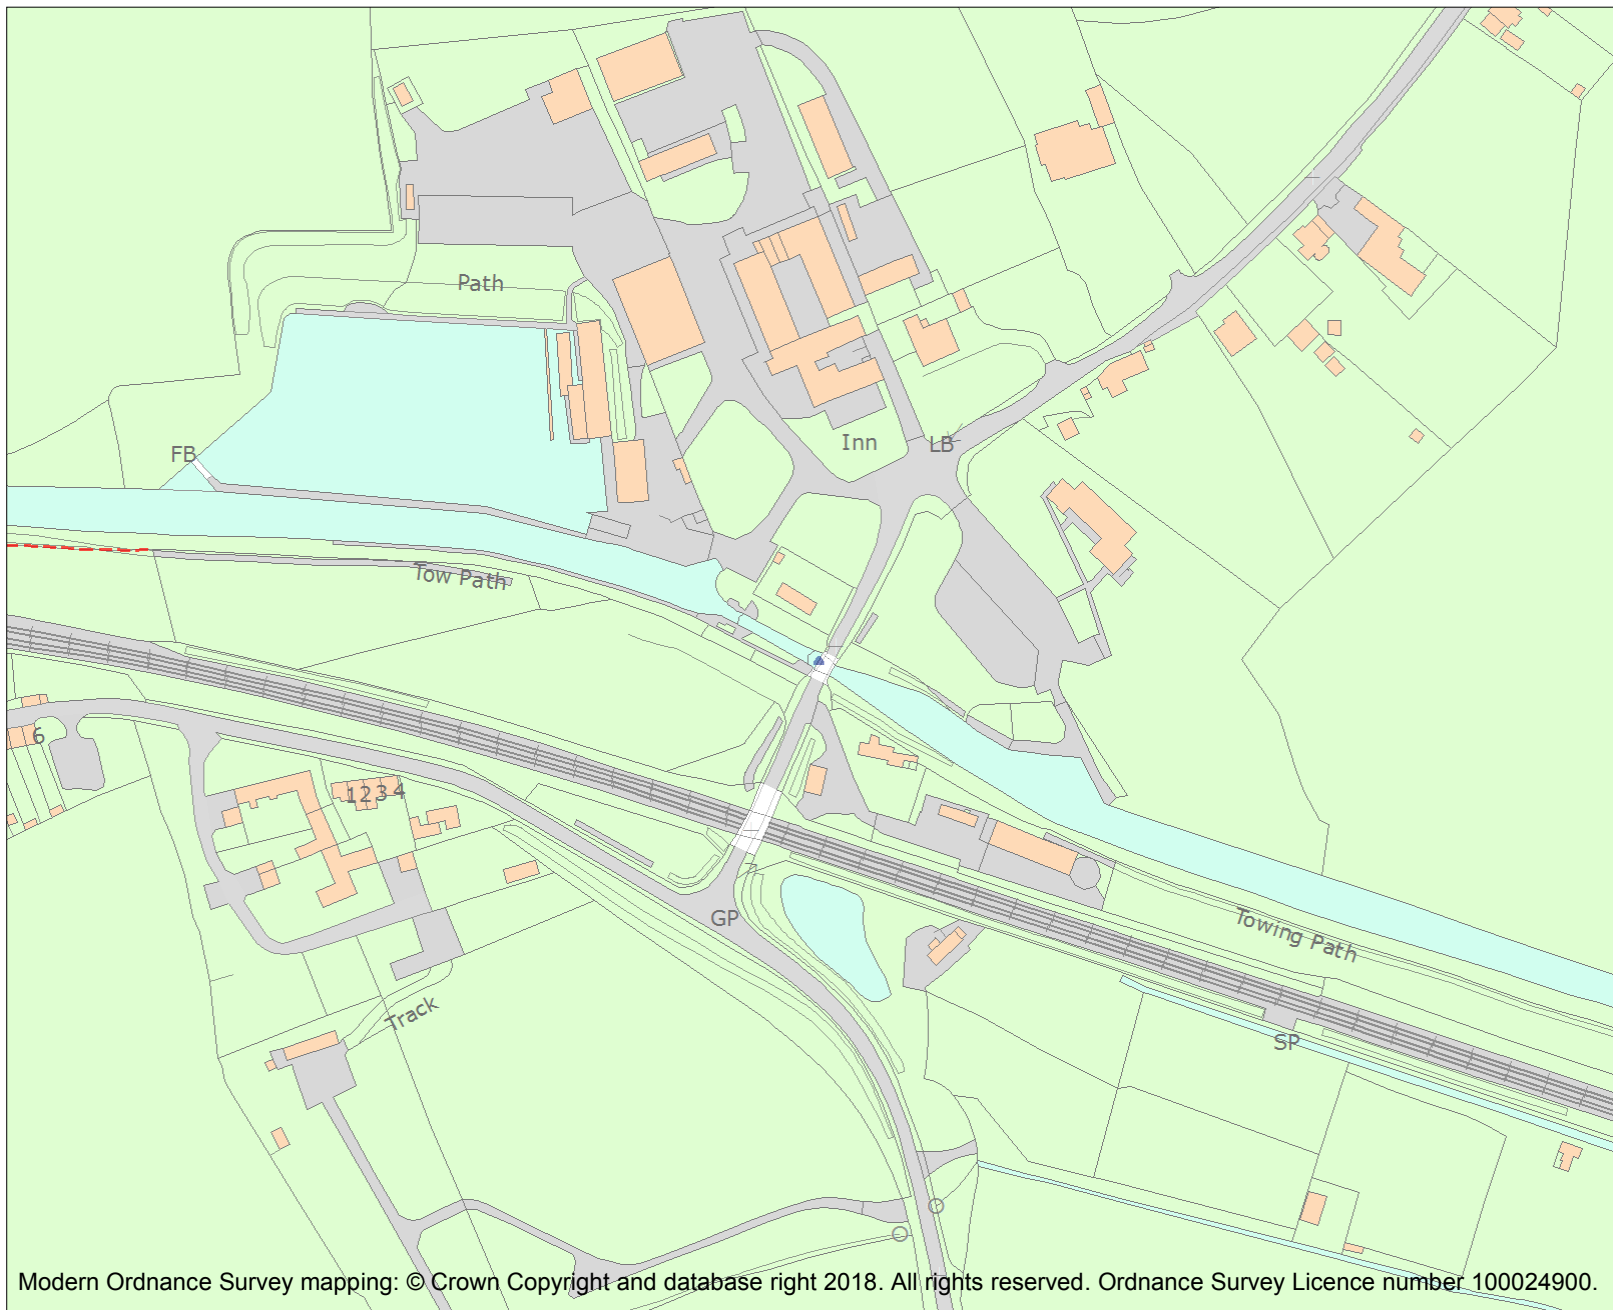 Path
Inn
LB
FB
Tow Path
6
1 2 3 4
GP
Towing Path
Track
SP
Modern Ordnance Survey mapping: © Crown Copyright and database right 2018. All rights reserved. Ordnance Survey Licence number 100024900.